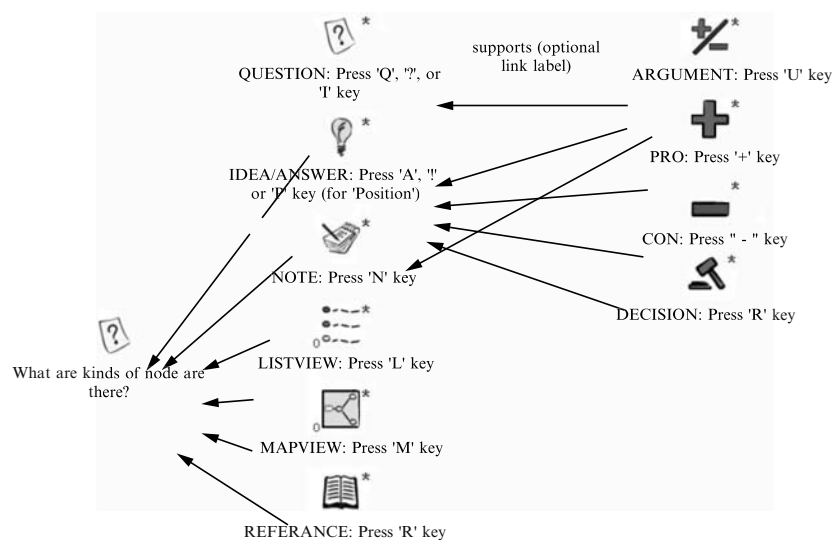 supports (optional
link label)
QUESTION: Press 'Q', '?', or
'I' key
ARGUMENT: Press 'U' key
PRO: Press '+' key
IDEA/ANSWER: Press 'A', '!'
or 'P' key (for 'Position')
CON: Press " - " key
NOTE: Press 'N' key
DECISION: Press 'R' key
LISTVIEW: Press 'L' key
What are kinds of node are
there?
MAPVIEW: Press 'M' key
REFERANCE: Press 'R' key